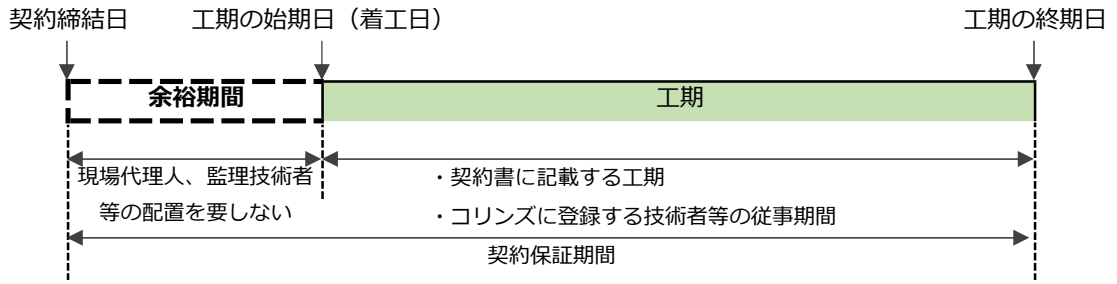 契約締結日
工期の始期日（着工日）
工期の終期日
余裕期間
工期
現場代理人、監理技術者
等の配置を要しない
・契約書に記載する工期
・コリンズに登録する技術者等の従事期間
契約保証期間